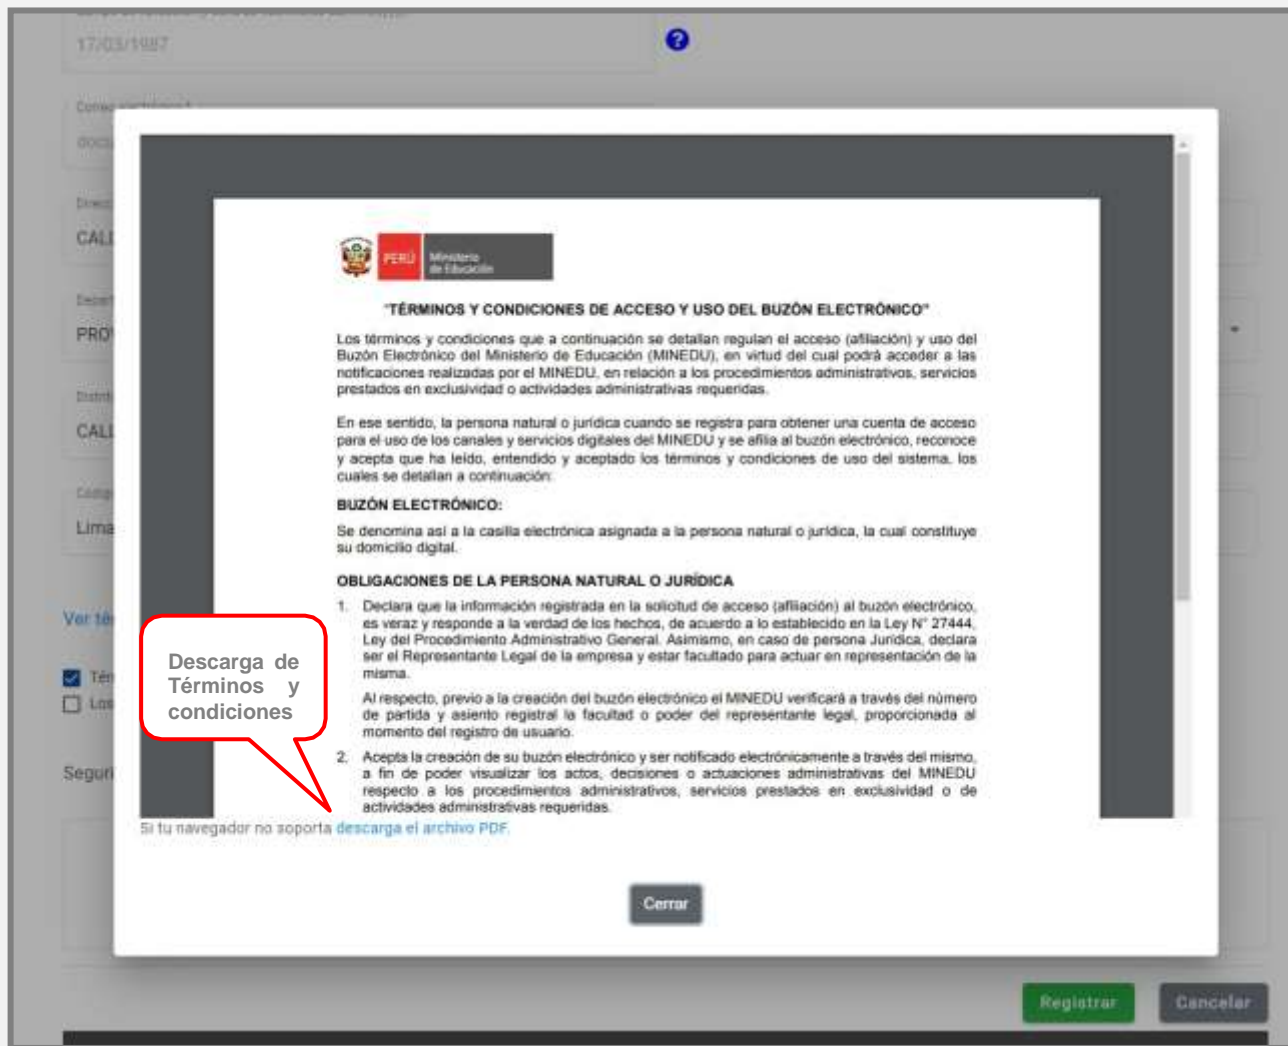 17/03/1987
?
Correo electrónico *
docu
Direcc
CALL
Depart
PROV
Distrit
CALL
Códig
Lima
Ver té
Tér
Los
Seguri
PERÚ
Ministerio
de Educación
"TÉRMINOS Y CONDICIONES DE ACCESO Y USO DEL BUZÓN ELECTRÓNICO"
Los términos y condiciones que a continuación se detallan regulan el acceso (afiliación) y uso del
Buzón Electrónico del Ministerio de Educación (MINEDU), en virtud del cual podrá acceder a las
notificaciones realizadas por el MINEDU, en relación a los procedimientos administrativos, servicios
prestados en exclusividad o actividades administrativas requeridas.
En ese sentido, la persona natural o jurídica cuando se registra para obtener una cuenta de acceso
para el uso de los canales y servicios digitales del MINEDU y se afilia al buzón electrónico, reconoce
y acepta que ha leído, entendido y aceptado los términos y condiciones de uso del sistema, los
cuales se detallan a continuación:
BUZÓN ELECTRÓNICO:
Se denomina así a la casilla electrónica asignada a la persona natural o jurídica, la cual constituye
su domicilio digital.
OBLIGACIONES DE LA PERSONA NATURAL O JURÍDICA
1. Declara que la información registrada en la solicitud de acceso (afiliación) al buzón electrónico,
es veraz y responde a la verdad de los hechos, de acuerdo a lo establecido en la Ley N° 27444,
Ley del Procedimiento Administrativo General. Asimismo, en caso de persona Jurídica, declara
ser el Representante Legal de la empresa y estar facultado para actuar en representación de la
misma.
Al respecto, previo a la creación del buzón electrónico el MINEDU verificará a través del número
de partida y asiento registral la facultad o poder del representante legal, proporcionada al
momento del registro de usuario.
2. Acepta la creación de su buzón electrónico y ser notificado electrónicamente a través del mismo,
a fin de poder visualizar los actos, decisiones o actuaciones administrativas del MINEDU
respecto a los procedimientos administrativos, servicios prestados en exclusividad o de
actividades administrativas requeridas.
Descarga de
Términos y
condiciones
Si tu navegador no soporta descarga el archivo PDF.
Cerrar
Registrar
Cancelar